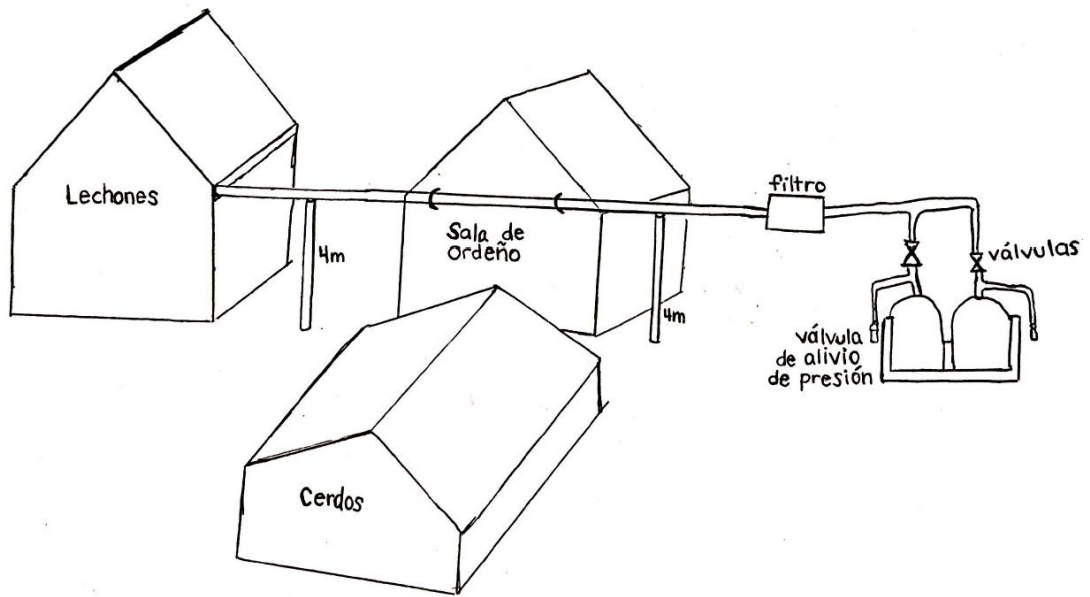 Lechones
4m
Sala de
ordeño
4m
filtro
válvulas
válvula
de alivio
de presión
Cerdos